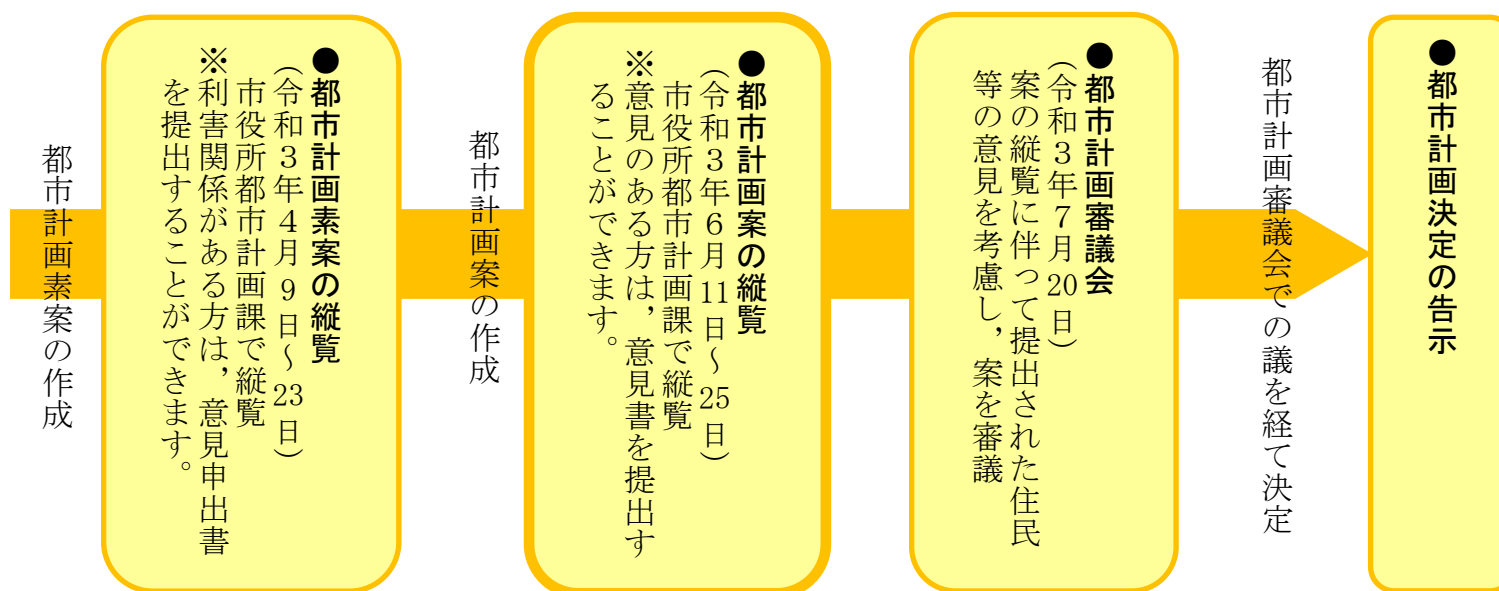 都市計画素案の作成
●都市計画素案の縦覧
(令和３年４月９日～23日)
市役所都市計画課で縦覧
※利害関係がある方は，意見申出書
を提出することができます。
都市計画案の作成
●都市計画案の縦覧
(令和３年６月11日～25日)
市役所都市計画課で縦覧
※意見のある方は，意見書を提出す
ることができます。
●都市計画審議会
(令和３年７月20日)
案の縦覧に伴って提出された住民
等の意見を考慮し，案を審議
都市計画審議会での議を経て決定
●都市計画決定の告示